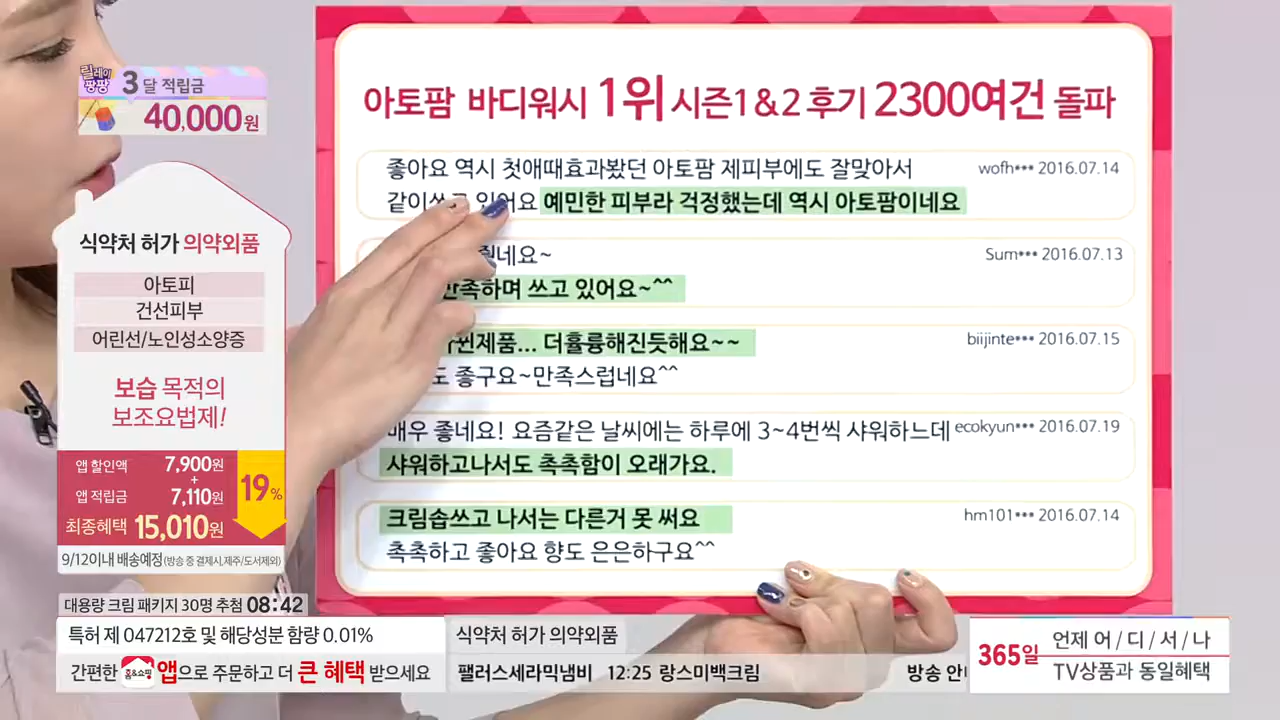 릴레이
팡팡
3달 적립금
40,000원
식약처 허가 의약외품
아토피
건선피부
어린선/노인성소양증
보습 목적의
보조요법제!
앱 할인액 7,900원
+
앱 적립금 7,110원
최종혜택 15,010원
19%
9/12이내 배송예정(방송 중 결제시,제주/도서제외)
아토팜 바디워시 1위 시즌1&2 후기 2300여건 돌파
좋아요 역시 첫애때효과봤던 아토팜 제피부에도 잘맞아서
wofh••• 2016.07.14
예민한 피부라 걱정했는데 역시 아토팜이네요
Sum••• 2016.07.13
만족하며 쓰고 있어요~^^
더휼륭해진듯해요~~
biijinte••• 2016.07.15
좋구요~만족스럽네요^^
매우 좋네요! 요즘같은 날씨에는 하루에 3~4번씩 샤워하느데
ecokyun••• 2016.07.19
샤워하고나서도 촉촉함이 오래가요.
크림솝쓰고 나서는 다른거 못 써요
hm101••• 2016.07.14
촉촉하고 좋아요 향도 은은하구요^^
대용량 크림 패키지 30명 추첨 08:42
특허 제 047212호 및 해당성분 함량 0.01%
식약처 허가 의약외품
간편한 홈&쇼핑 앱으로 주문하고 더 큰 혜택 받으세요
팰러스세라믹냄비 12:25 랑스미백크림
방송 안
365일 언제 어/디/서/나
TV상품과 동일혜택